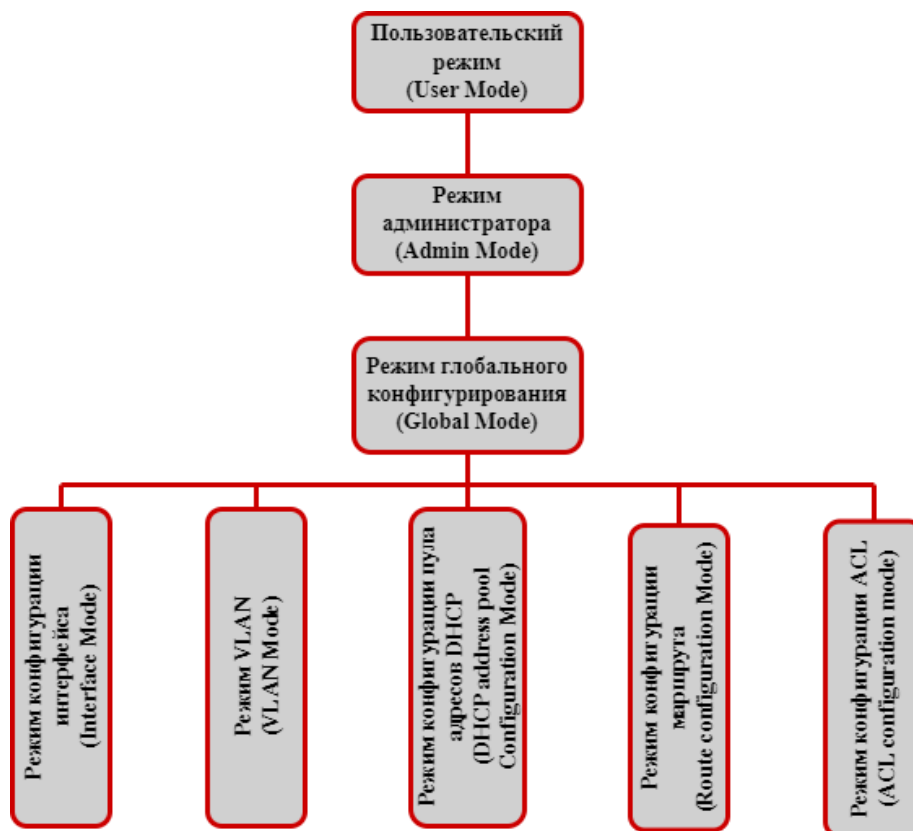 Пользовательский
режим
(User Mode)
Режим
администратора
(Admin Mode)
Режим глобального
конфигурирования
(Global Mode)
Режим конфигурации
интерфейса
(Interface Mode)
Режим VLAN
(VLAN Mode)
Режим конфигурации пула
адресов DHCP
(DHCP address pool
Configuration Mode)
Режим конфигурации
маршрута
(Route configuration Mode)
Режим конфигурации ACL
(ACL configuration mode)